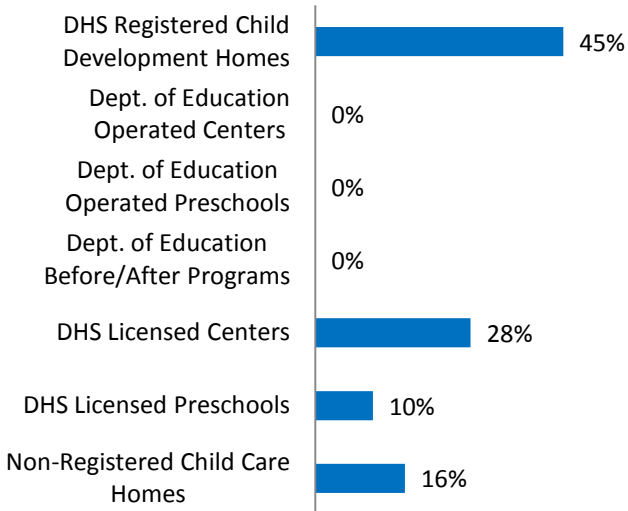 DHS Registered Child
Development Homes
45%
Dept. of Education
Operated Centers
0%
Dept. of Education
Operated Preschools
0%
Dept. of Education
Before/After Programs
0%
DHS Licensed Centers
28%
DHS Licensed Preschools
10%
Non-Registered Child Care
Homes
16%